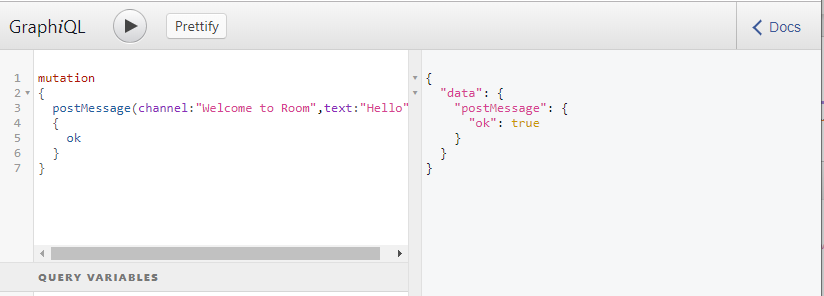 GraphiQL
Prettify
Docs
1 mutation
2 {
3 postMessage(channel:"Welcome to Room",text:"Hello"
4 {
5 ok
6 }
7 }
{
"data": {
"postMessage": {
"ok": true
}
}
}
QUERY VARIABLES